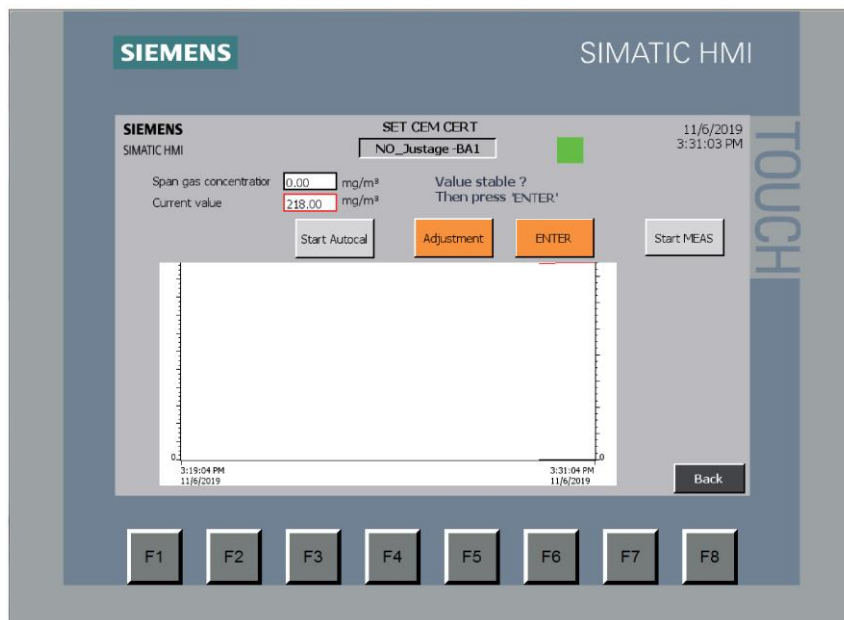 SIEMENS
SIMATIC HMI
TOUCH
SIEMENS
SIMATIC HMI
SET CEM CERT
NO_Justage -BA1
11/6/2019
3:31:03 PM
Span gas concentratior 0.00 mg/m³
Current value 218.00 mg/m³
Value stable ?
Then press 'ENTER'
Start Autocal
Adjustment
ENTER
Start MEAS
0
0
3:19:04 PM
11/6/2019
3:31:04 PM
11/6/2019
Back
F1
F2
F3
F4
F5
F6
F7
F8